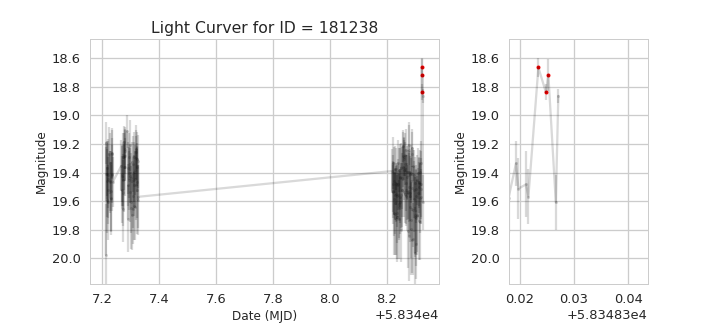 Light Curver for ID = 181238
Magnitude
18.6
18.8
19.0
19.2
19.4
19.6
19.8
20.0
7.2 7.4 7.6 7.8 8.0 8.2
Date (MJD)
+5.834e4
Magnitude
18.6
18.8
19.0
19.2
19.4
19.6
19.8
20.0
0.02 0.03 0.04
+5.83483e4